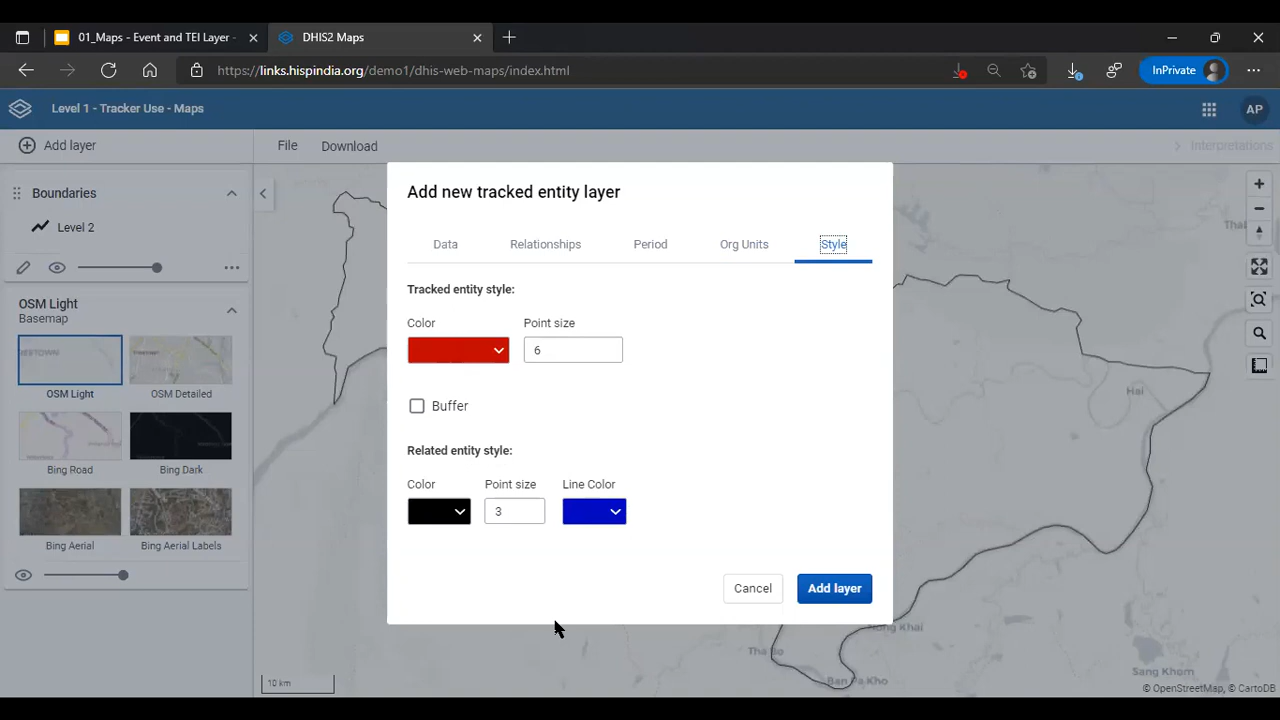 01_Maps - Event and TEI Layer -
DHIS2 Maps
https://links.hispindia.org/demo1/dhis-web-maps/index.html
InPrivate
Level 1 - Tracker Use - Maps
AP
Add layer
File
Download
Interpretations
Boundaries
Level 2
OSM Light
Basemap
OSM Light
OSM Detailed
Bing Road
Bing Dark
Bing Aerial
Bing Aerial Labels
Add new tracked entity layer
Data
Relationships
Period
Org Units
Style
Tracked entity style:
Color
Point size
6
Buffer
Related entity style:
Color
Point size
Line Color
3
Cancel
Add layer
Hai
Tha Bo
Ban Pa Kho
Sang Khom
10 km
© OpenStreetMap, © CartoDB